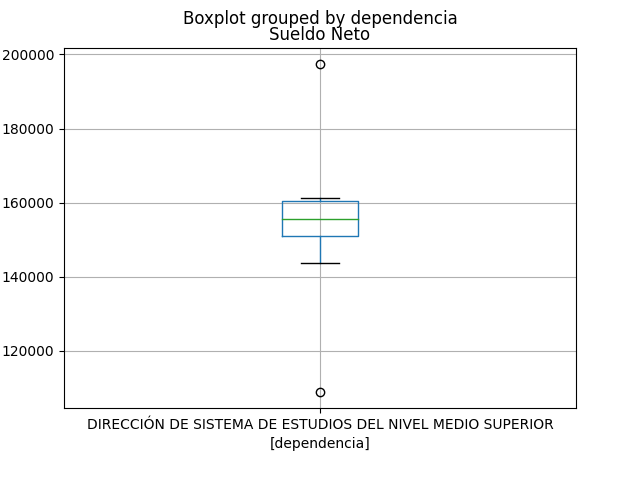 Boxplot grouped by dependencia
Sueldo Neto
200000
180000
160000
140000
120000
DIRECCIÓN DE SISTEMA DE ESTUDIOS DEL NIVEL MEDIO SUPERIOR
[dependencia]